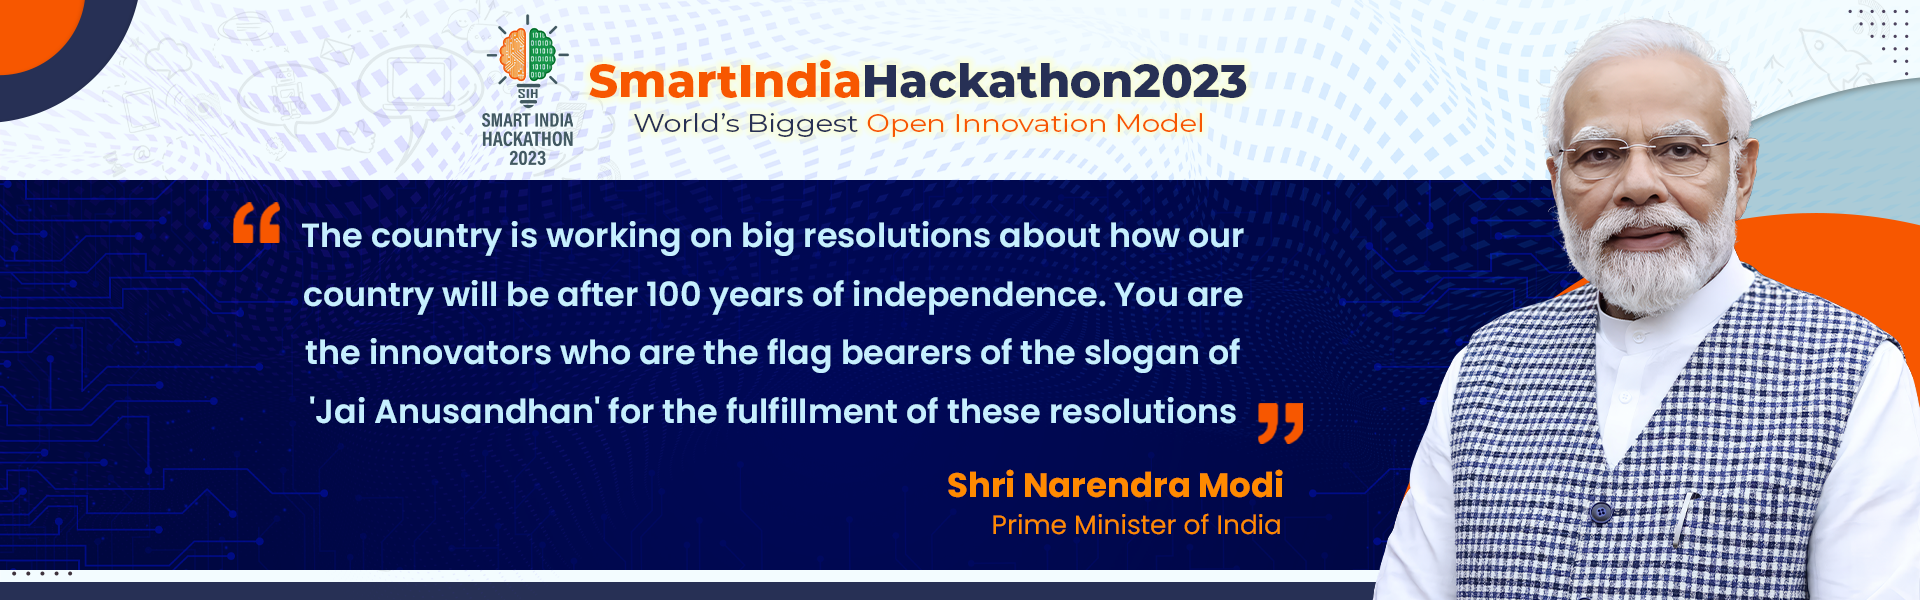 SIH
SMART INDIA
HACKATHON
2023
SmartIndiaHackathon2023
World's Biggest Open Innovation Model
“The country is working on big resolutions about how our
country will be after 100 years of independence. You are
the innovators who are the flag bearers of the slogan of
'Jai Anusandhan' for the fulfillment of these resolutions”
Shri Narendra Modi
Prime Minister of India